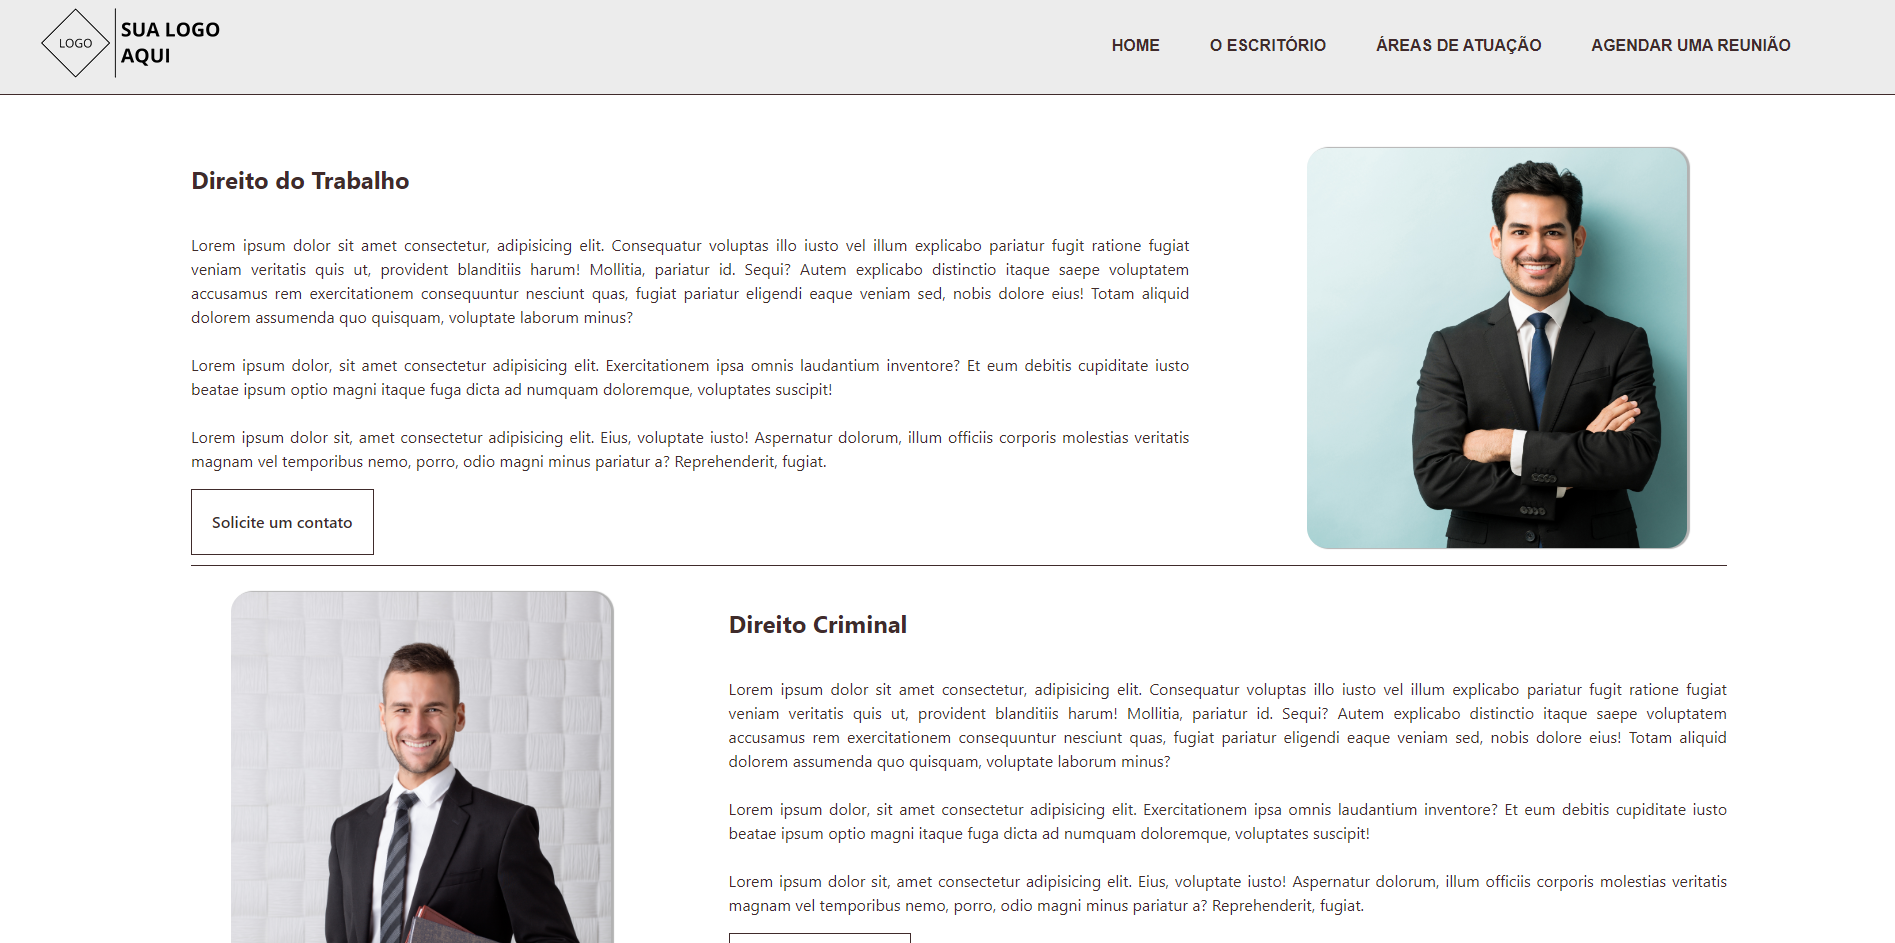 LOGO
SUA LOGO
AQUI
HOME
O ESCRITÓRIO
ÁREAS DE ATUAÇÃO
AGENDAR UMA REUNIÃO
Direito do Trabalho
Lorem ipsum dolor sit amet consectetur, adipisicing elit. Consequatur voluptas illo iusto vel illum explicabo pariatur fugit ratione fugiat
veniam veritatis quis ut, provident blanditiis harum! Mollitia, pariatur id. Sequi? Autem explicabo distinctio itaque saepe voluptatem
accusamus rem exercitationem consequuntur nesciunt quas, fugiat pariatur eligendi eaque veniam sed, nobis dolore eius! Totam aliquid
dolorem assumenda quo quisquam, voluptate laborum minus?
Lorem ipsum dolor, sit amet consectetur adipisicing elit. Exercitationem ipsa omnis laudantium inventore? Et eum debitis cupiditate iusto
beatae ipsum optio magni itaque fuga dicta ad numquam doloremque, voluptates suscipit!
Lorem ipsum dolor sit, amet consectetur adipisicing elit. Eius, voluptate iusto! Aspernatur dolorum, illum officiis corporis molestias veritatis
magnam vel temporibus nemo, porro, odio magni minus pariatur a? Reprehenderit, fugiat.
Solicite um contato
Direito Criminal
Lorem ipsum dolor sit amet consectetur, adipisicing elit. Consequatur voluptas illo iusto vel illum explicabo pariatur fugit ratione fugiat
veniam veritatis quis ut, provident blanditiis harum! Mollitia, pariatur id. Sequi? Autem explicabo distinctio itaque saepe voluptatem
accusamus rem exercitationem consequuntur nesciunt quas, fugiat pariatur eligendi eaque veniam sed, nobis dolore eius! Totam aliquid
dolorem assumenda quo quisquam, voluptate laborum minus?
Lorem ipsum dolor, sit amet consectetur adipisicing elit. Exercitationem ipsa omnis laudantium inventore? Et eum debitis cupiditate iusto
beatae ipsum optio magni itaque fuga dicta ad numquam doloremque, voluptates suscipit!
Lorem ipsum dolor sit, amet consectetur adipisicing elit. Eius, voluptate iusto! Aspernatur dolorum, illum officiis corporis molestias veritatis
magnam vel temporibus nemo, porro, odio magni minus pariatur a? Reprehenderit, fugiat.